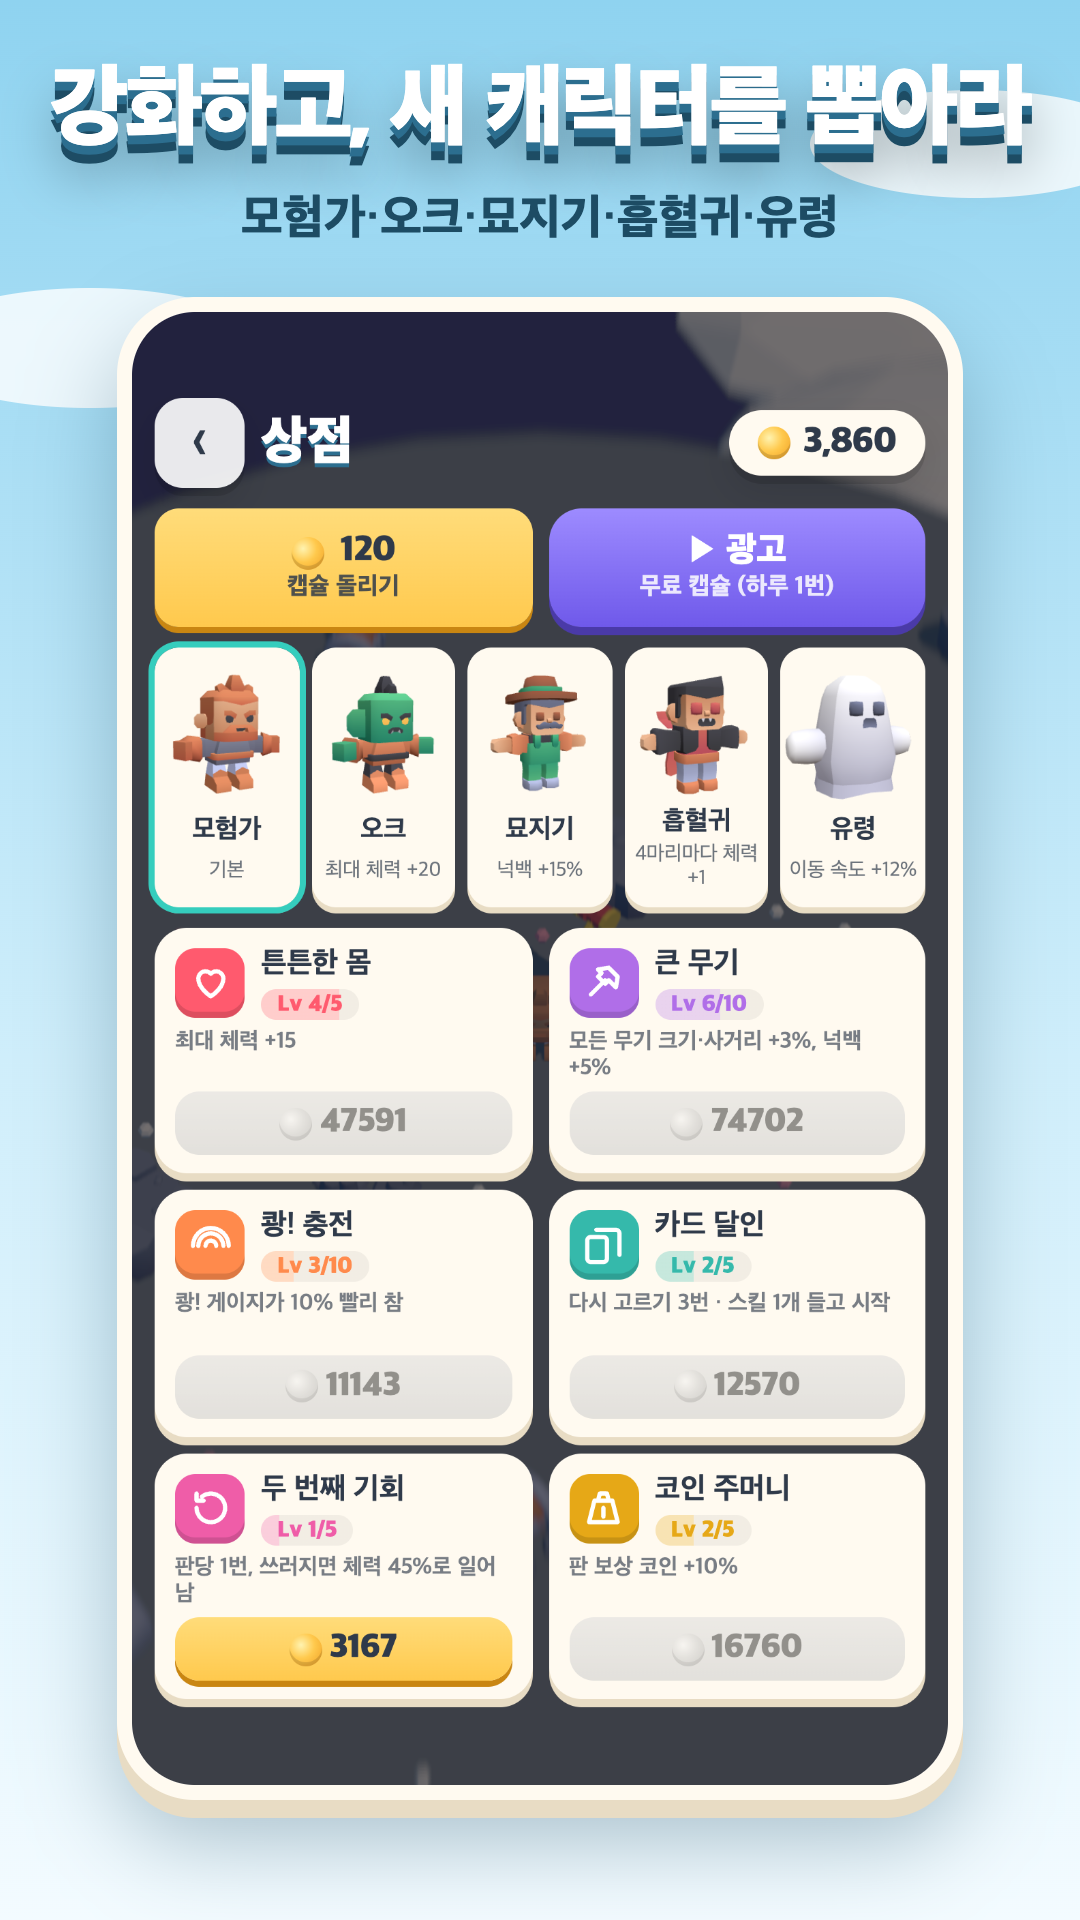 강화하고, 새 캐릭터를 뽑아라
모험가·오크·묘지기·흡혈귀·유령
상점
3,860
120
캡슐 돌리기
▶ 광고
무료 캡슐 (하루 1번)
모험가
기본
오크
최대 체력 +20
묘지기
넉백 +15%
흡혈귀
4마리마다 체력
+1
유령
이동 속도 +12%
튼튼한 몸
Lv 4/5
최대 체력 +15
47591
큰 무기
Lv 6/10
모든 무기 크기·사거리 +3%, 넉백
+5%
74702
쾅! 충전
Lv 3/10
쾅! 게이지가 10% 빨리 참
11143
카드 달인
Lv 2/5
다시 고르기 3번 · 스킬 1개 들고 시작
12570
두 번째 기회
Lv 1/5
판당 1번, 쓰러지면 체력 45%로 일어
남
3167
코인 주머니
Lv 2/5
판 보상 코인 +10%
16760